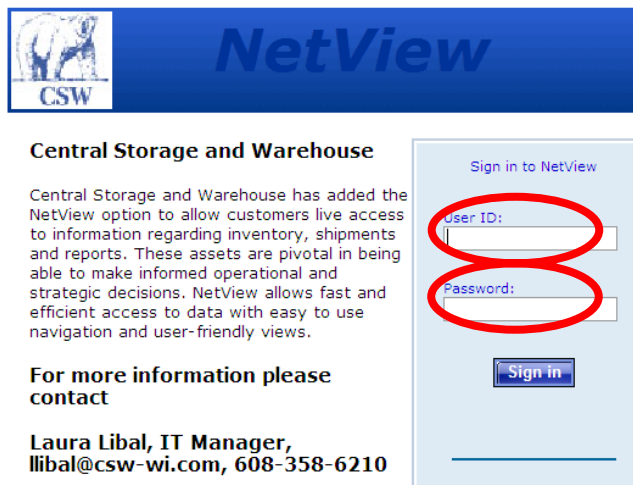 CSW
NetView
Central Storage and Warehouse
Central Storage and Warehouse has added the
NetView option to allow customers live access
to information regarding inventory, shipments
and reports. These assets are pivotal in being
able to make informed operational and
strategic decisions. NetView allows fast and
efficient access to data with easy to use
navigation and user-friendly views.
For more information please
contact
Laura Libal, IT Manager,
llibal@csw-wi.com, 608-358-6210
Sign in to NetView
User ID:
Password:
Sign in